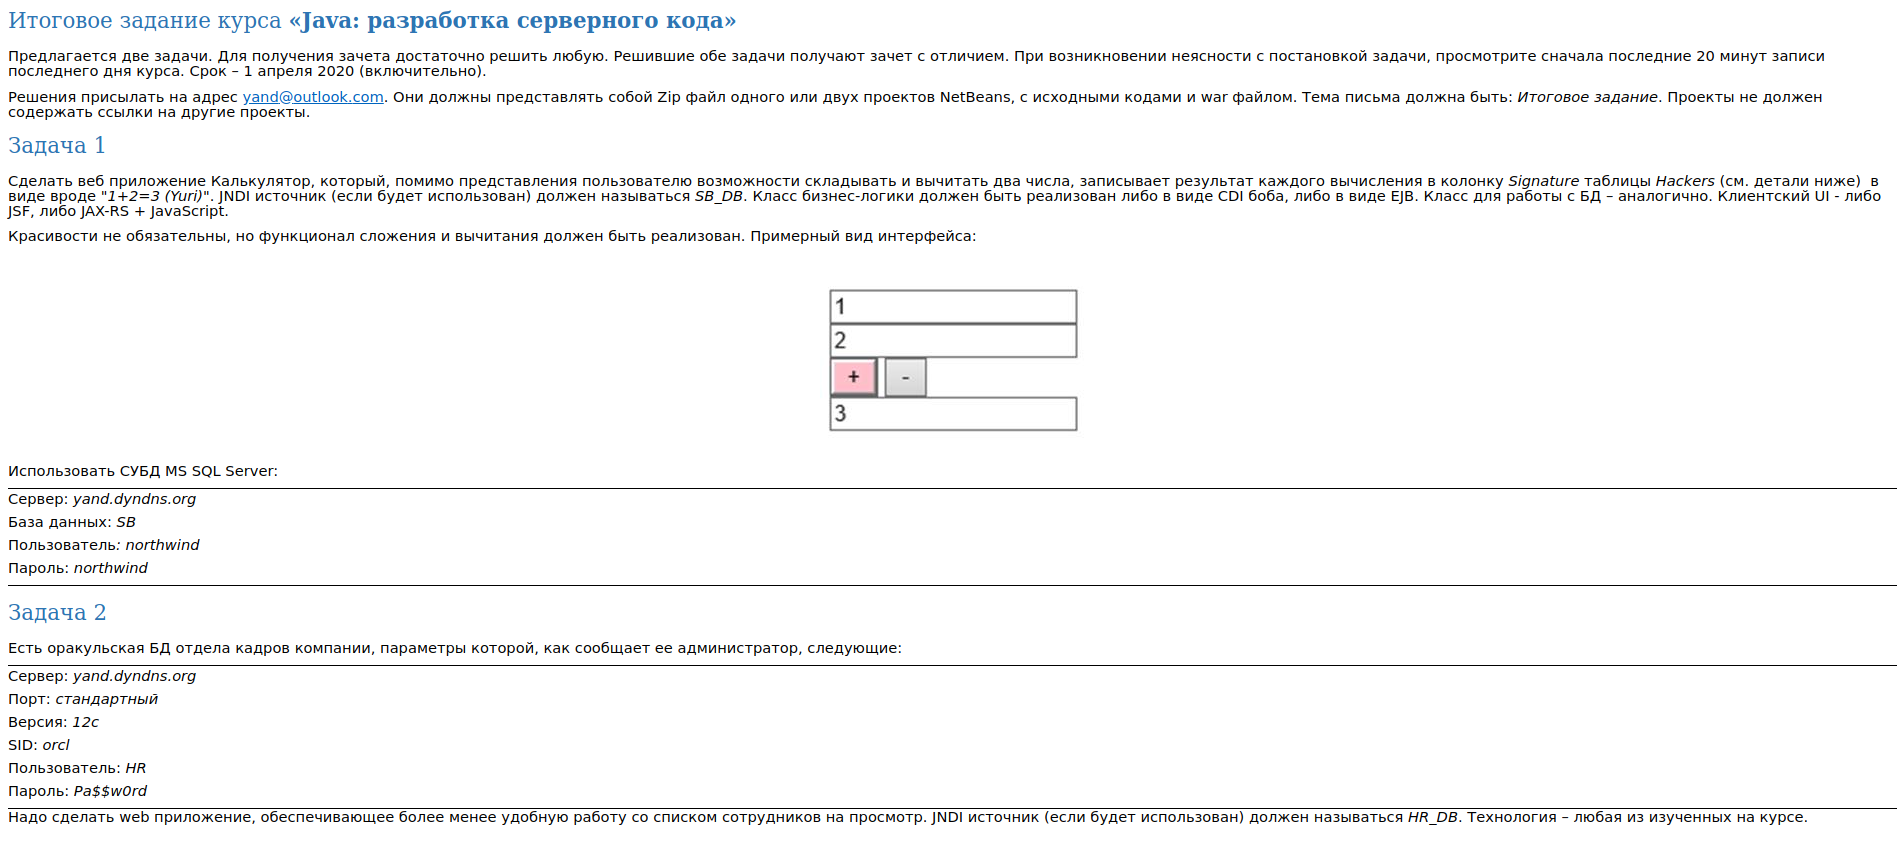 Итоговое задание курса «Java: разработка серверного кода»
Предлагается две задачи. Для получения зачета достаточно решить любую. Решившие обе задачи получают зачет с отличием. При возникновении неясности с постановкой задачи, просмотрите сначала последние 20 минут записи
последнего дня курса. Срок – 1 апреля 2020 (включительно).
Решения присылать на адрес yand@outlook.com. Они должны представлять собой Zip файл одного или двух проектов NetBeans, с исходными кодами и war файлом. Тема письма должна быть: Итоговое задание. Проекты не должен
содержать ссылки на другие проекты.
Задача 1
Сделать веб приложение Калькулятор, который, помимо представления пользователю возможности складывать и вычитать два числа, записывает результат каждого вычисления в колонку Signature таблицы Hackers (см. детали ниже)  в
виде вроде "1+2=3 (Yuri)". JNDI источник (если будет использован) должен называться SB_DB. Класс бизнес-логики должен быть реализован либо в виде CDI боба, либо в виде EJB. Класс для работы с БД – аналогично. Клиентский UI - либо
JSF, либо JAX-RS + JavaScript.
Красивости не обязательны, но функционал сложения и вычитания должен быть реализован. Примерный вид интерфейса:
1
2
+ -
3
Использовать СУБД MS SQL Server:
Сервер: yand.dyndns.org
База данных: SB
Пользователь: northwind
Пароль: northwind
Задача 2
Есть оракульская БД отдела кадров компании, параметры которой, как сообщает ее администратор, следующие:
Сервер: yand.dyndns.org
Порт: стандартный
Версия: 12c
SID: orcl
Пользователь: HR
Пароль: Pa$$w0rd
Надо сделать web приложение, обеспечивающее более менее удобную работу со списком сотрудников на просмотр. JNDI источник (если будет использован) должен называться HR_DB. Технология – любая из изученных на курсе.